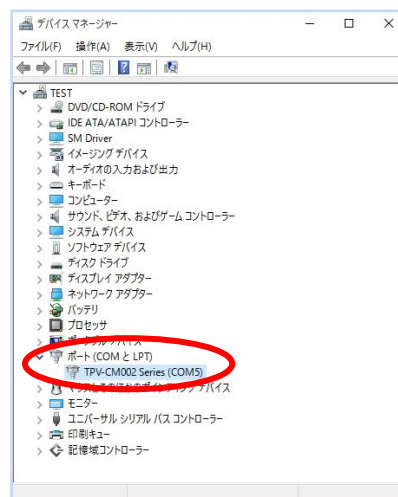 デバイス マネージャー
ファイル(F) 操作(A) 表示(V) ヘルプ(H)
TEST
DVD/CD-ROM ドライブ
IDE ATA/ATAPI コントローラー
SM Driver
イメージング デバイス
オーディオの入力および出力
キーボード
コンピューター
サウンド、ビデオ、およびゲーム コントローラー
システム デバイス
ソフトウェア デバイス
ディスク ドライブ
ディスプレイ アダプター
ネットワーク アダプター
バッテリ
プロセッサ
ポータブル デバイス
ポート (COM と LPT)
TPV-CM002 Series (COM5)
マウスとそのほかのポインティング デバイス
モニター
ユニバーサル シリアル バス コントローラー
印刷キュー
記憶域コントローラー